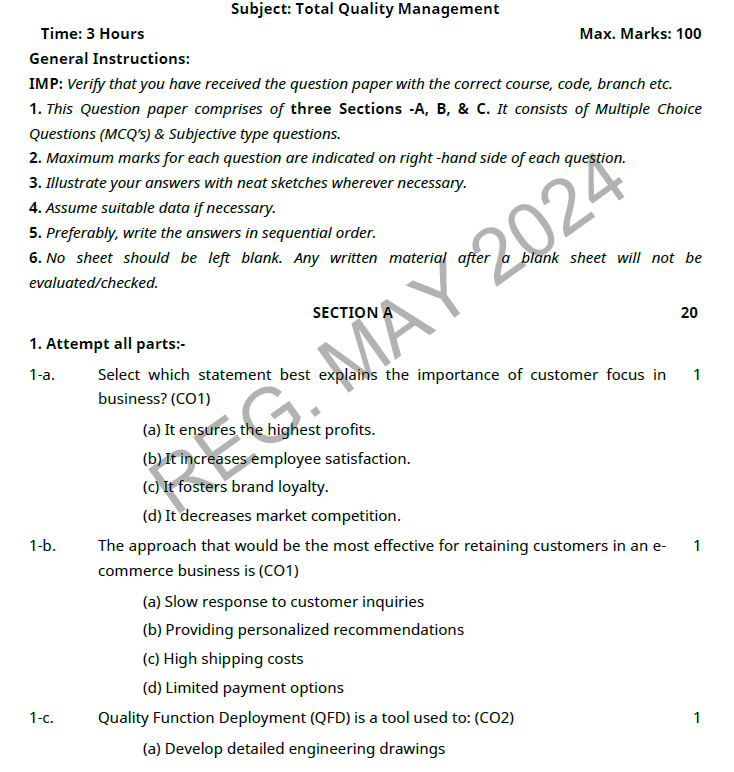 Subject: Total Quality Management
Time: 3 Hours Max. Marks: 100
General Instructions:
IMP: Verify that you have received the question paper with the correct course, code, branch etc.
1. This Question paper comprises of three Sections -A, B, & C. It consists of Multiple Choice
Questions (MCQ's) & Subjective type questions.
2. Maximum marks for each question are indicated on right -hand side of each question.
3. Illustrate your answers with neat sketches wherever necessary.
4. Assume suitable data if necessary.
5. Preferably, write the answers in sequential order.
6. No sheet should be left blank. Any written material after a blank sheet will not be
evaluated/checked.
SECTION A 20
1. Attempt all parts:-
1-a. Select which statement best explains the importance of customer focus in 1
business? (CO1)
(a) It ensures the highest profits.
(b) It increases employee satisfaction.
(c) It fosters brand loyalty.
(d) It decreases market competition.
1-b. The approach that would be the most effective for retaining customers in an e- 1
commerce business is (CO1)
(a) Slow response to customer inquiries
(b) Providing personalized recommendations
(c) High shipping costs
(d) Limited payment options
1-c. Quality Function Deployment (QFD) is a tool used to: (CO2) 1
(a) Develop detailed engineering drawings
REG. MAY 2024